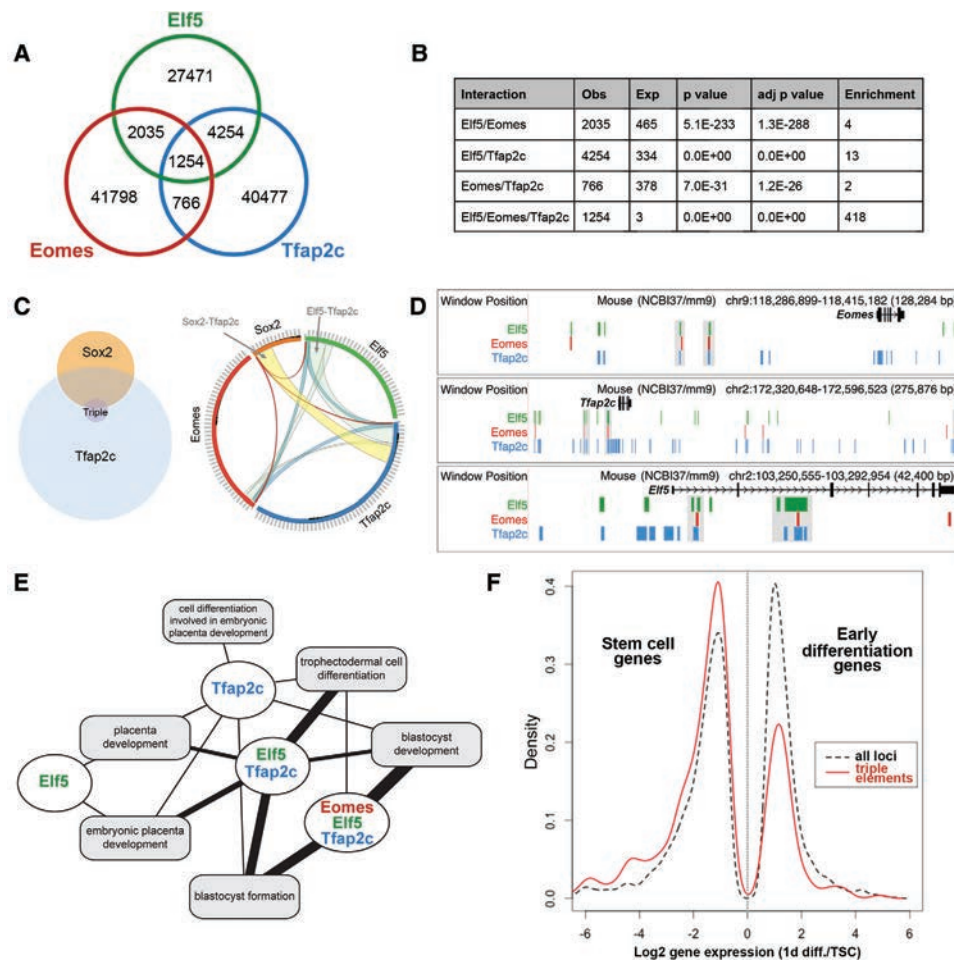 A
Elf5
27471
2035
4254
1254
41798
766
40477
Eomes
Tfap2c
B
Interaction Obs Exp p value adj p value Enrichment
Elf5/Eomes 2035 465 5.1E-233 1.3E-288 4
Elf5/Tfap2c 4254 334 0.0E+00 0.0E+00 13
Eomes/Tfap2c 766 378 7.0E-31 1.2E-26 2
Elf5/Eomes/Tfap2c 1254 3 0.0E+00 0.0E+00 418
C
Sox2
Triple
Tfap2c
Sox2-Tfap2c
Elf5-Tfap2c
Sox2
Elf5
Eomes
Tfap2c
D
Window Position Mouse (NCBI37/mm9) chr9:118,286,899-118,415,182 (128,284 bp)
Eomes
Elf5
Eomes
Tfap2c
Window Position Mouse (NCBI37/mm9) chr2:172,320,648-172,596,523 (275,876 bp)
Tfap2c
Elf5
Eomes
Tfap2c
Window Position Mouse (NCBI37/mm9) chr2:103,250,555-103,292,954 (42,400 bp)
Elf5
Elf5
Eomes
Tfap2c
E
cell differentiation
involved in embryonic
placenta development
Tfap2c
trophectodermal cell
differentiation
placenta
development
Elf5
Tfap2c
blastocyst
development
Elf5
Eomes
Elf5
Tfap2c
embryonic placenta
development
blastocyst formation
F
Stem cell
genes
Early
differentiation
genes
all loci
triple
elements
Density
0.4
0.3
0.2
0.1
0.0
-6 -4 -2 0 2 4 6
Log2 gene expression (1d diff./TSC)